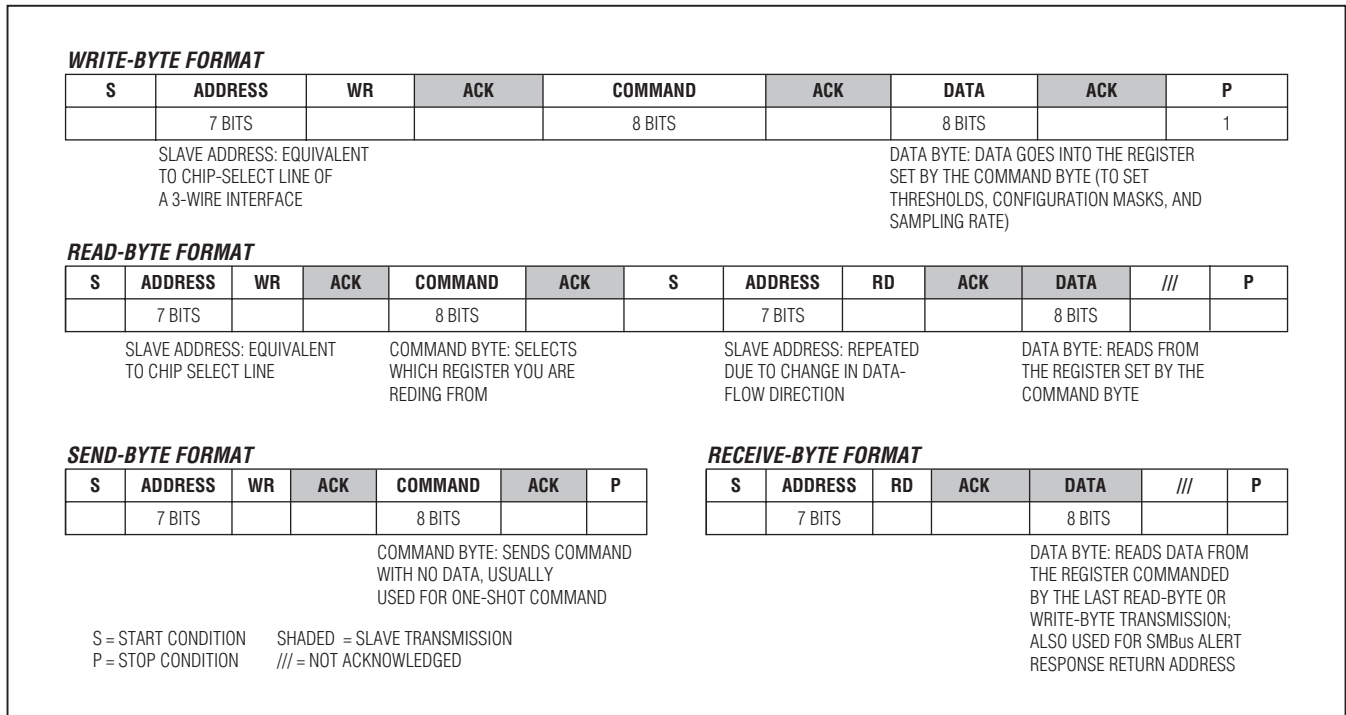 WRITE-BYTE FORMAT
S ADDRESS WR ACK COMMAND ACK DATA ACK P
7 BITS 8 BITS 8 BITS 1
SLAVE ADDRESS: EQUIVALENT
TO CHIP-SELECT LINE OF
A 3-WIRE INTERFACE
DATA BYTE: DATA GOES INTO THE REGISTER
SET BY THE COMMAND BYTE (TO SET
THRESHOLDS, CONFIGURATION MASKS, AND
SAMPLING RATE)
READ-BYTE FORMAT
S ADDRESS WR ACK COMMAND ACK S ADDRESS RD ACK DATA /// P
7 BITS 8 BITS 7 BITS 8 BITS
SLAVE ADDRESS: EQUIVALENT
TO CHIP SELECT LINE
COMMAND BYTE: SELECTS
WHICH REGISTER YOU ARE
REDING FROM
SLAVE ADDRESS: REPEATED
DUE TO CHANGE IN DATA-
FLOW DIRECTION
DATA BYTE: READS FROM
THE REGISTER SET BY THE
COMMAND BYTE
SEND-BYTE FORMAT
S ADDRESS WR ACK COMMAND ACK P
7 BITS 8 BITS
COMMAND BYTE: SENDS COMMAND
WITH NO DATA, USUALLY
USED FOR ONE-SHOT COMMAND
RECEIVE-BYTE FORMAT
S ADDRESS RD ACK DATA /// P
7 BITS 8 BITS
DATA BYTE: READS DATA FROM
THE REGISTER COMMANDED
BY THE LAST READ-BYTE OR
WRITE-BYTE TRANSMISSION;
ALSO USED FOR SMBus ALERT
RESPONSE RETURN ADDRESS
S = START CONDITION SHADED = SLAVE TRANSMISSION
P = STOP CONDITION /// = NOT ACKNOWLEDGED